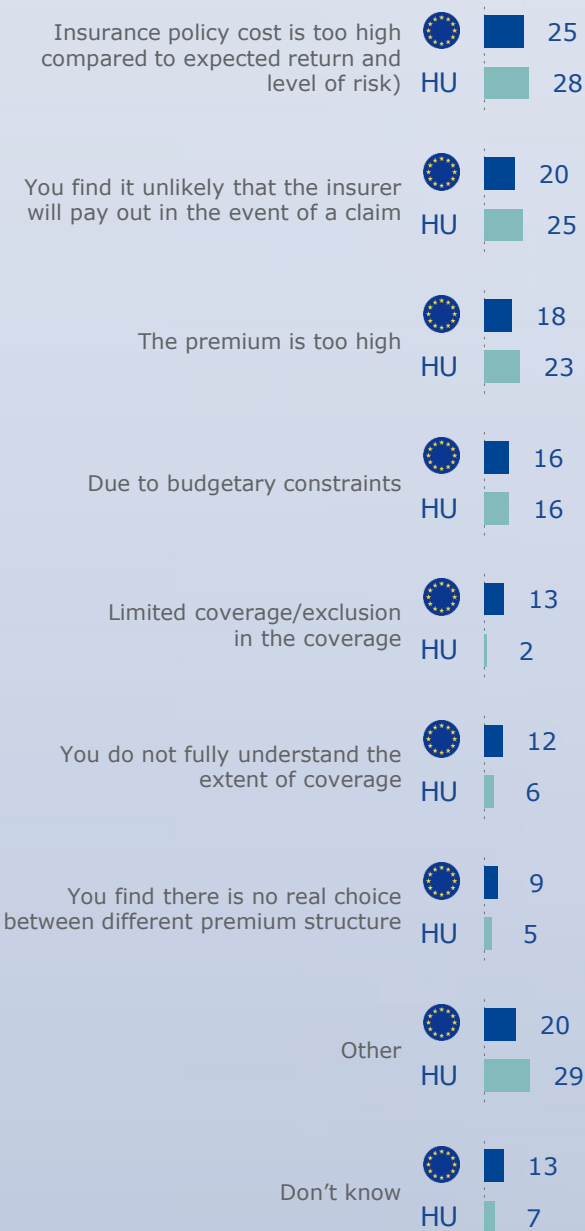 Insurance policy cost is too high
compared to expected return and
level of risk)
25
HU 28
You find it unlikely that the insurer
will pay out in the event of a claim
20
HU 25
The premium is too high
18
HU 23
Due to budgetary constraints
16
HU 16
Limited coverage/exclusion
in the coverage
13
HU 2
You do not fully understand the
extent of coverage
12
HU 6
You find there is no real choice
between different premium structure
9
HU 5
Other
20
HU 29
Don’t know
13
HU 7